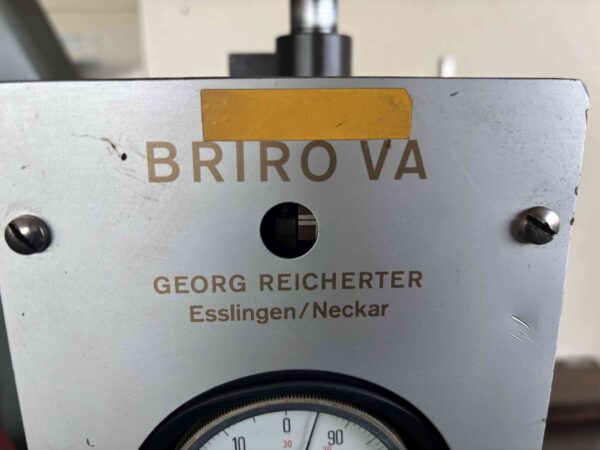 BRIRO VA
GEORG REICHERTER
Esslingen/Neckar
10 0 90
30